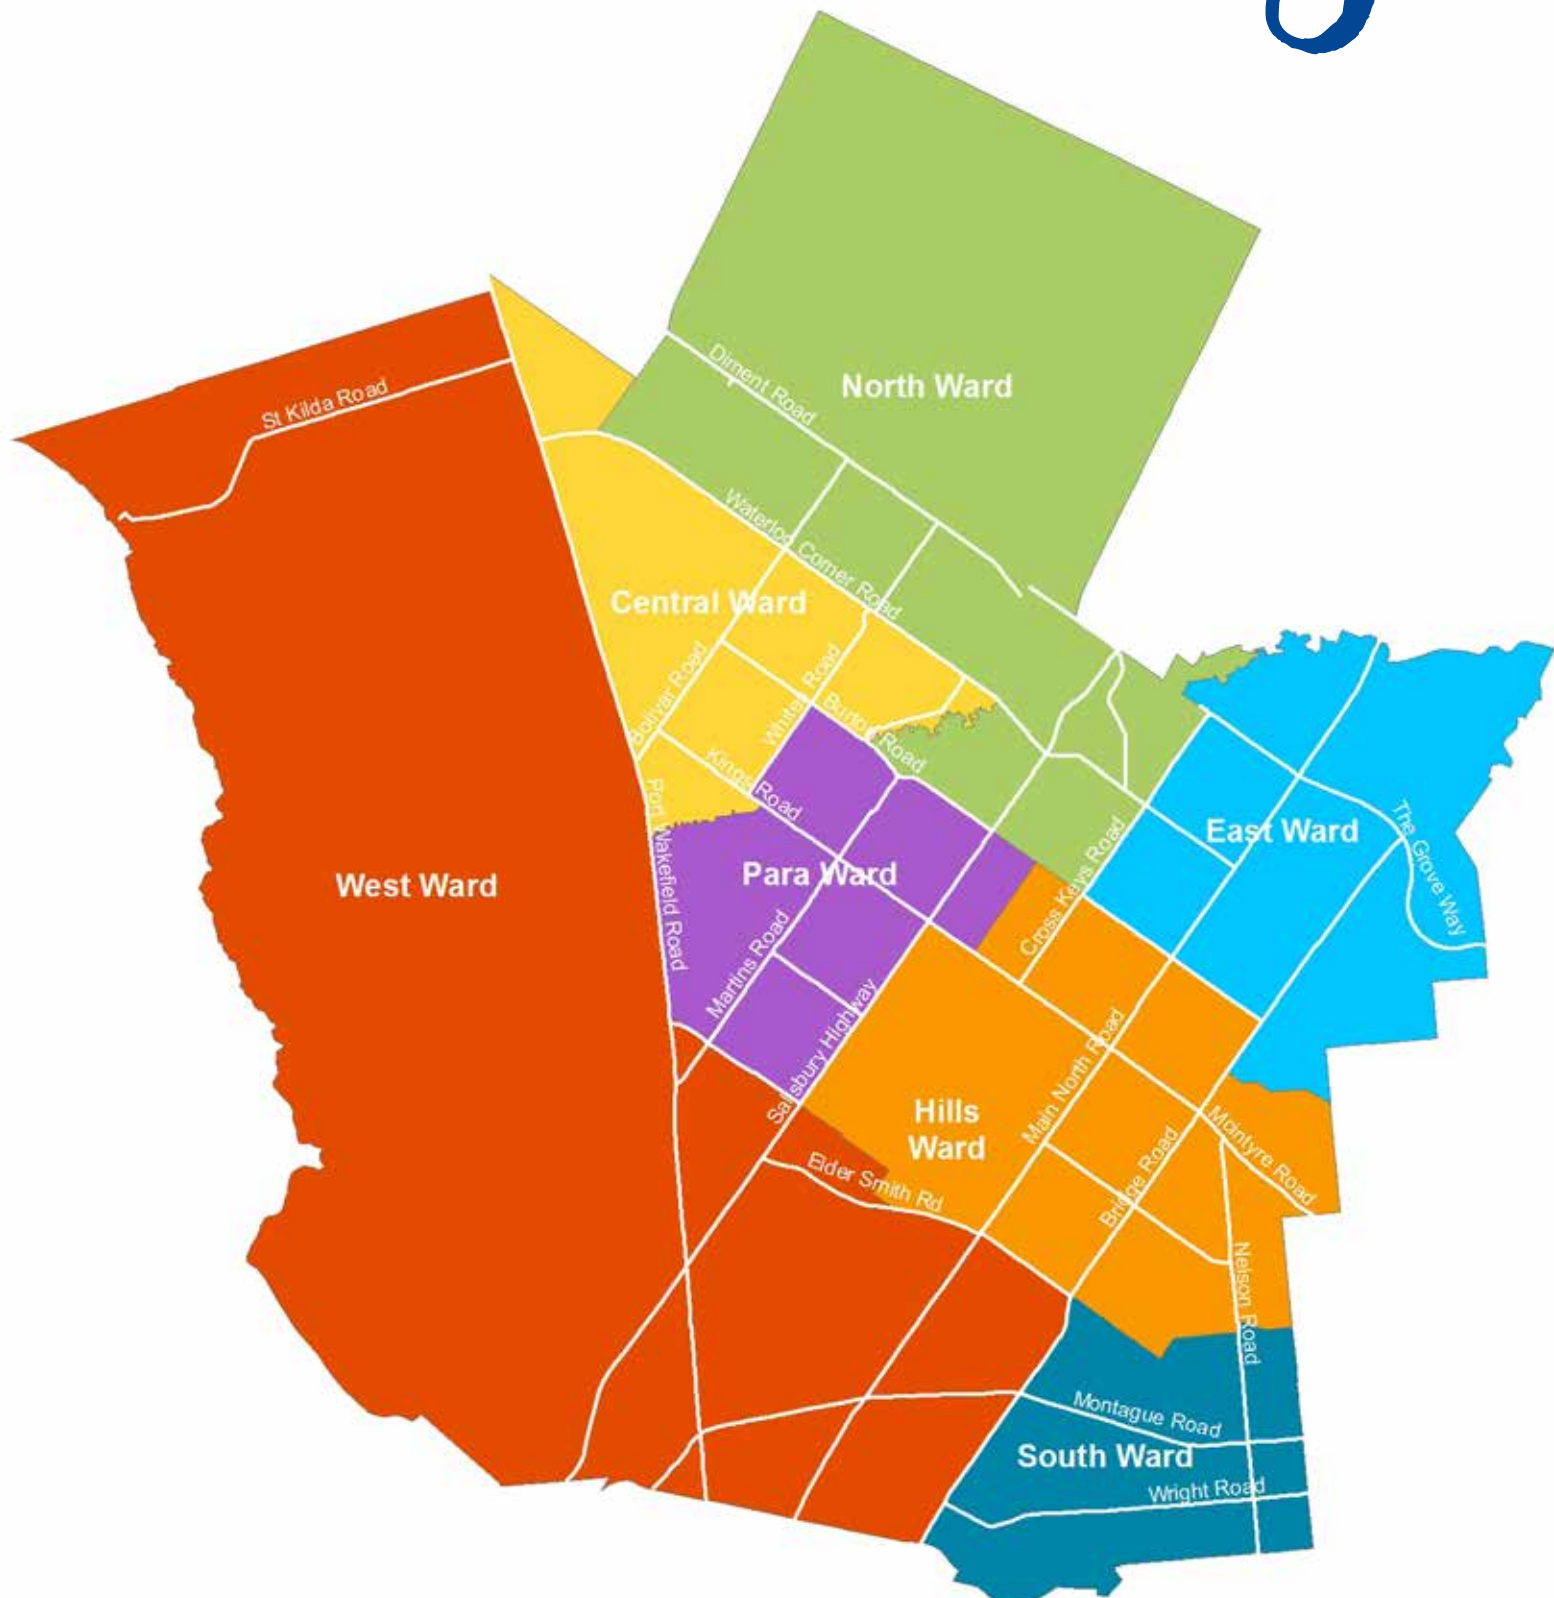 Diment Road
North Ward
St Kilda Road
Waterloo Corner Road
Central Ward
Bolivar Road
Whites Road
Burton Road
Kings Road
Port Wakefield Road
East Ward
The Grove Way
Cross Keys Road
West Ward
Para Ward
Martins Road
Salisbury Highway
Main North Road
Hills
Ward
Bridge Road
McIntyre Road
Elder Smith Rd
Nelson Road
Montague Road
South Ward
Wright Road